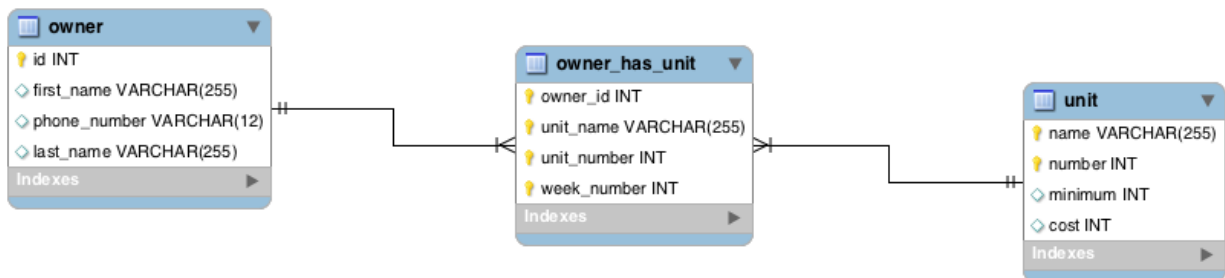 owner
id INT
first_name VARCHAR(255)
phone_number VARCHAR(12)
last_name VARCHAR(255)
Indexes
owner_has_unit
owner_id INT
unit_name VARCHAR(255)
unit_number INT
week_number INT
Indexes
unit
name VARCHAR(255)
number INT
minimum INT
cost INT
Indexes